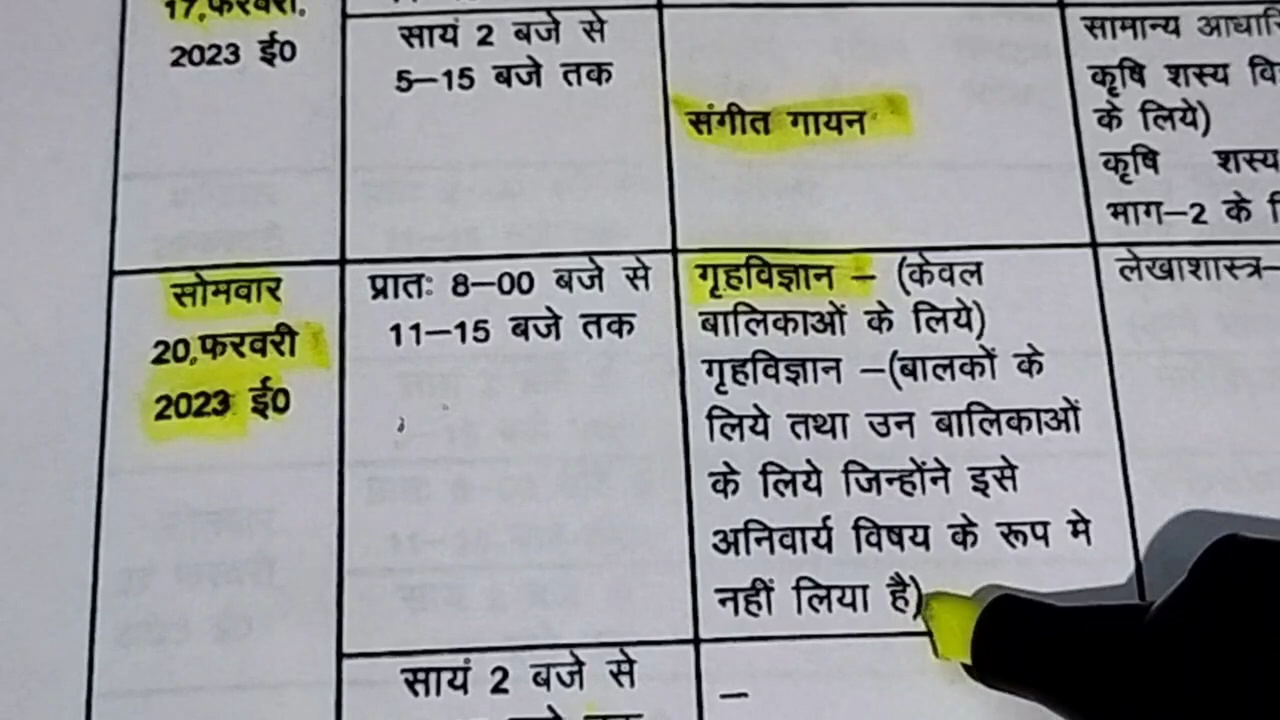 17,फरवरी,
2023 ई0
सायं 2 बजे से
5–15 बजे तक
संगीत गायन
सामान्य
कृषि शस्य
के लिये)
कृषि शस्य
भाग–2 के
सोमवार
20,फरवरी
2023 ई0
प्रातः 8–00 बजे से
11–15 बजे तक
गृहविज्ञान – (केवल
बालिकाओं के लिये)
गृहविज्ञान –(बालकों के
लिये तथा उन बालिकाओं
के लिये जिन्होंने इसे
अनिवार्य विषय के रूप मे
नहीं लिया है)
लेखाशास्त्र–
सायं 2 बजे से
–